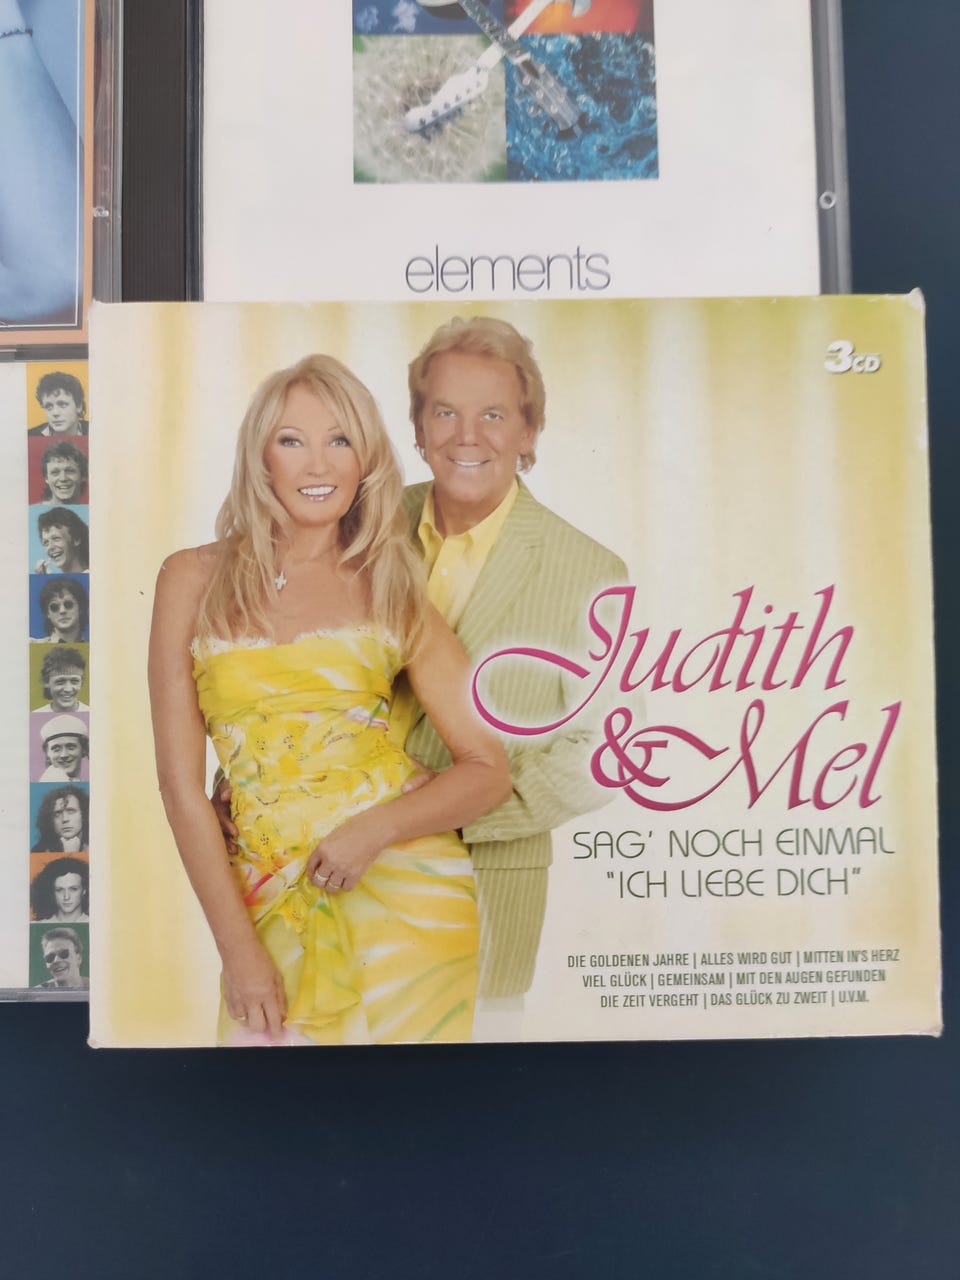 elements
3CD
Judith
& Mel
SAG' NOCH EINMAL
"ICH LIEBE DICH"
DIE GOLDENEN JAHRE | ALLES WIRD GUT | MITTEN IN'S HERZ
VIEL GLÜCK | GEMEINSAM | MIT DEN AUGEN GEFUNDEN
DIE ZEIT VERGEHT | DAS GLÜCK ZU ZWEIT | U.V.M.